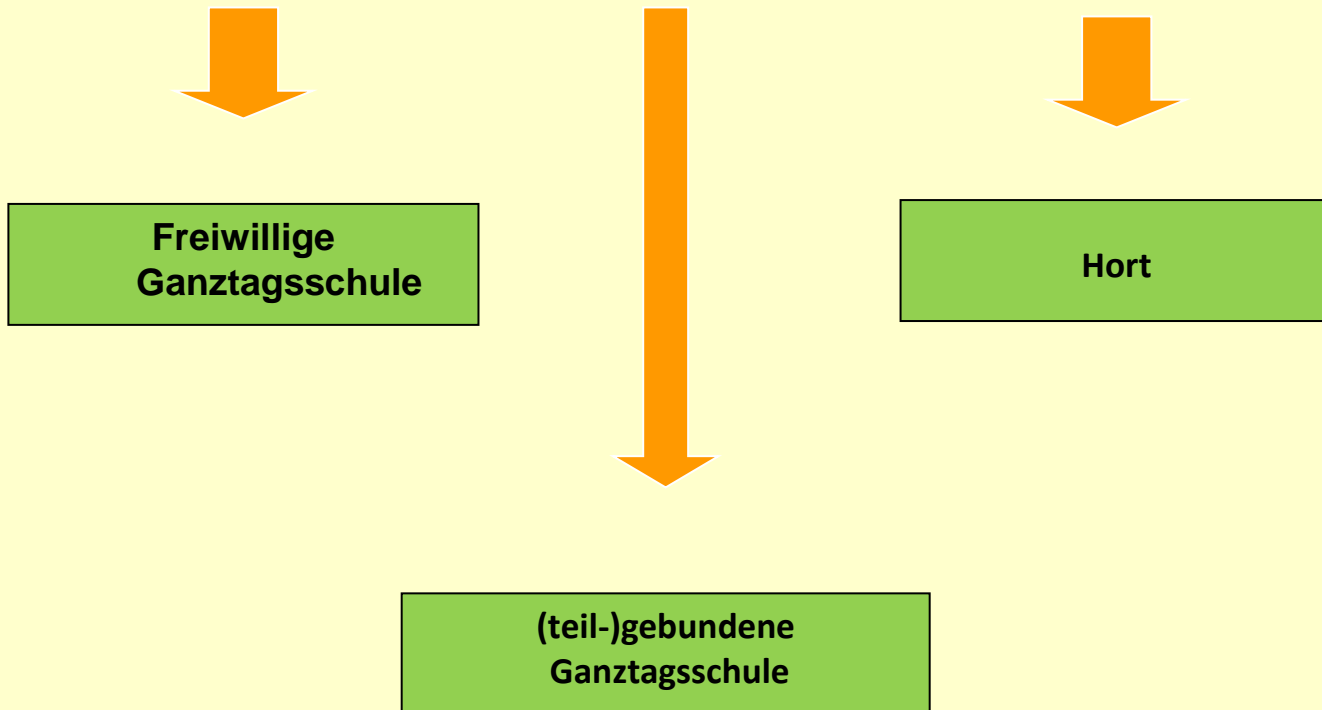 Freiwillige
Ganztagsschule
Hort
(teil-)gebundene
Ganztagsschule